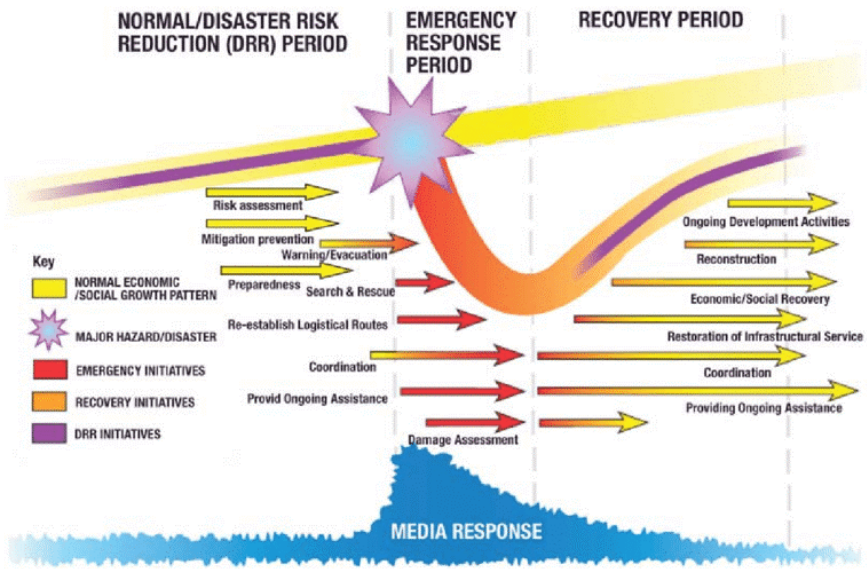 NORMAL/DISASTER RISK
REDUCTION (DRR) PERIOD
EMERGENCY
RESPONSE
PERIOD
RECOVERY PERIOD
Risk assessment
Mitigation prevention
Warning/Evacuation
Preparedness
Search & Rescue
Re-establish Logistical Routes
Coordination
Provid Ongoing Assistance
Damage Assessment
Ongoing Development Activities
Reconstruction
Economic/Social Recovery
Restoration of Infrastructural Service
Coordination
Providing Ongoing Assistance
Key
NORMAL ECONOMIC
/SOCIAL GROWTH PATTERN
MAJOR HAZARD/DISASTER
EMERGENCY INITIATIVES
RECOVERY INITIATIVES
DRR INITIATIVES
MEDIA RESPONSE